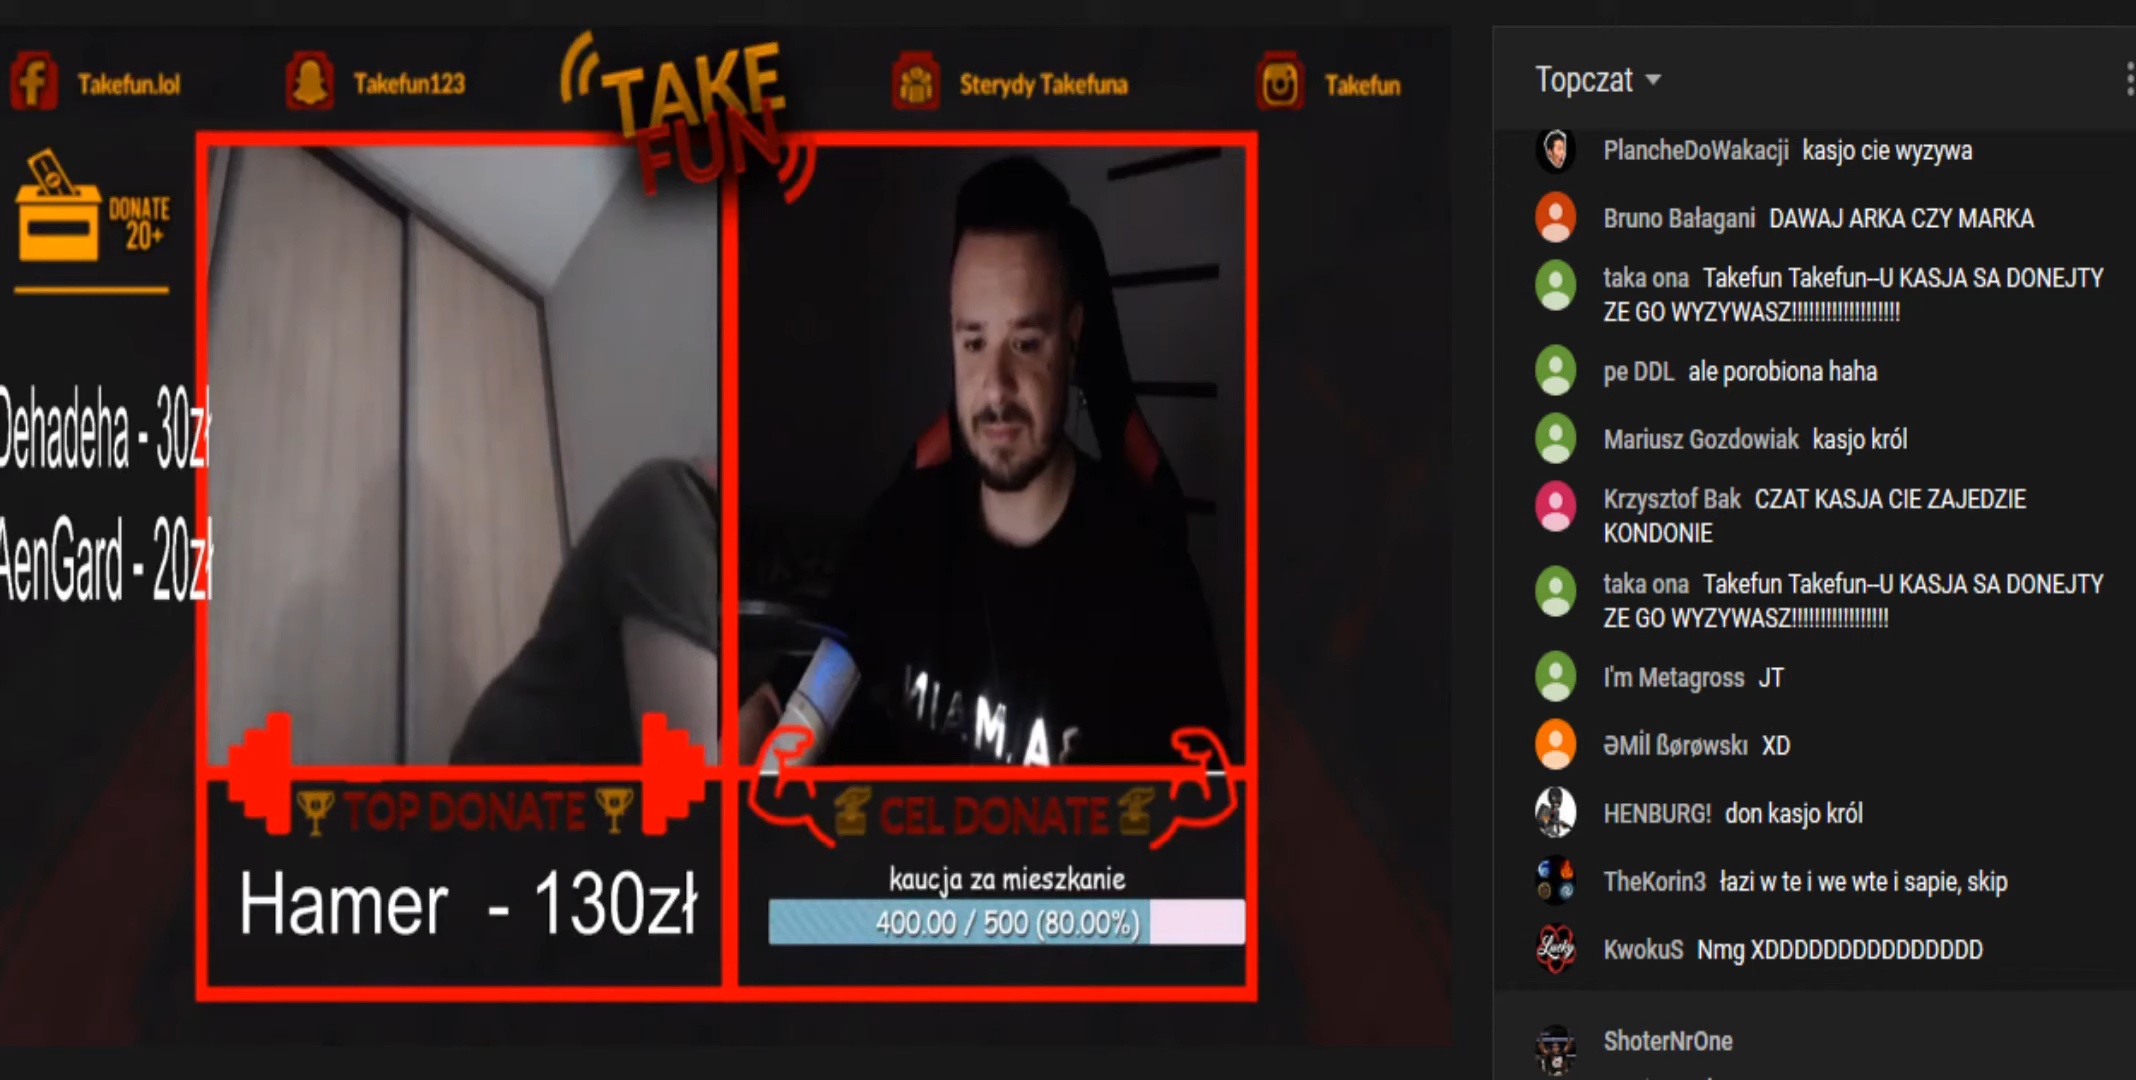 Takefun.lol
Takefun123
TAKE
FUN
Sterydy Takefuna
Takefun
DONATE
20+
Dehadeha - 30zł
AenGard - 20zł
TOP DONATE
Hamer - 130zł
CEL DONATE
kaucja za mieszkanie
400.00 / 500 (80.00%)
Topczat
PlancheDoWakacji kasjo cie wyzywa
Bruno Bałagani DAWAJ ARKA CZY MARKA
taka ona Takefun Takefun--U KASJA SA DONEJTY
ZE GO WYZYWASZ!!!!!!!!!!!!!!!!!!!
pe DDL ale porobiona haha
Mariusz Gozdowiak kasjo król
Krzysztof Bak CZAT KASJA CIE ZAJEDZIE
KONDONIE
taka ona Takefun Takefun--U KASJA SA DONEJTY
ZE GO WYZYWASZ!!!!!!!!!!!!!!!!!
I'm Metagross JT
ƏMİl ßørøwskı XD
HENBURG! don kasjo król
TheKorin3 łazi w te i we wte i sapie, skip
Lucky
KwokuS Nmg XDDDDDDDDDDDDDDD
ShoterNrOne